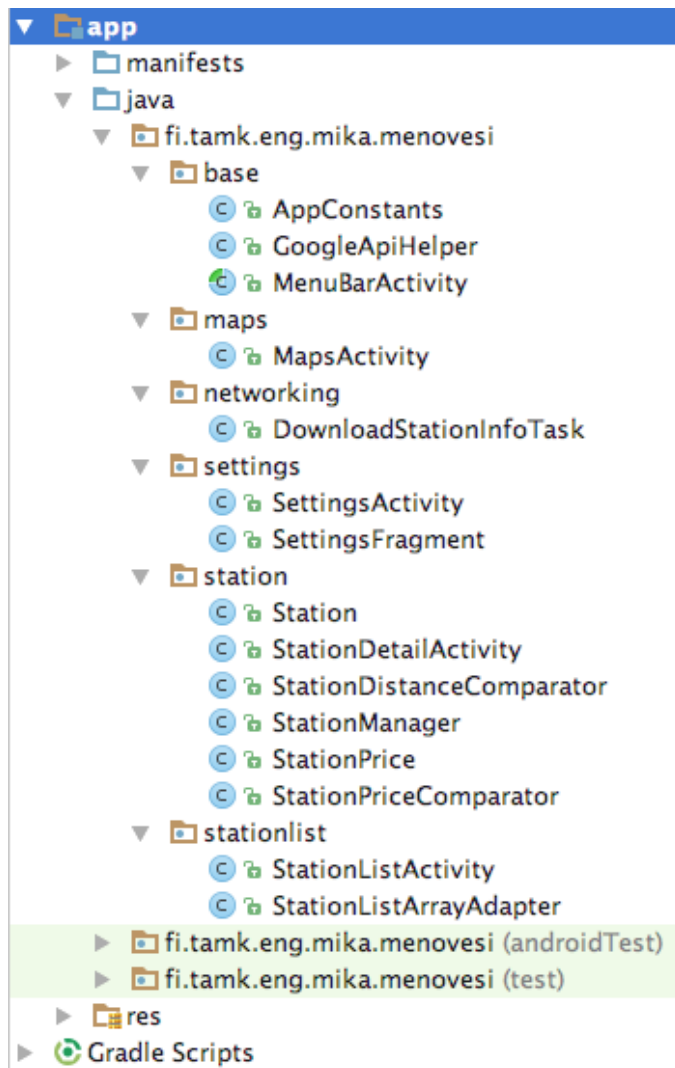 app
manifests
java
fi.tamk.eng.mika.menovesi
base
AppConstants
GoogleApiHelper
MenuBarActivity
maps
MapsActivity
networking
DownloadStationInfoTask
settings
SettingsActivity
SettingsFragment
station
Station
StationDetailActivity
StationDistanceComparator
StationManager
StationPrice
StationPriceComparator
stationlist
StationListActivity
StationListArrayAdapter
fi.tamk.eng.mika.menovesi (androidTest)
fi.tamk.eng.mika.menovesi (test)
res
Gradle Scripts